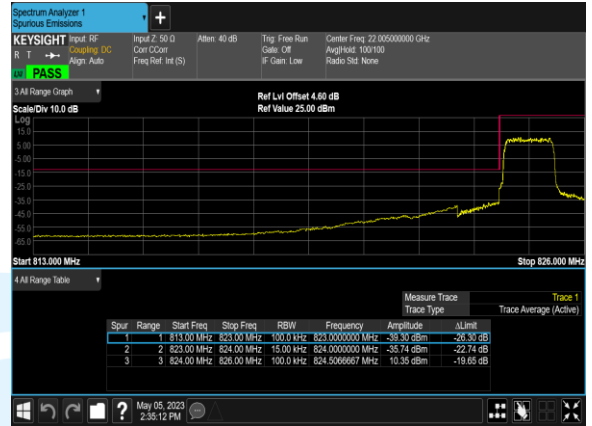 Spectrum Analyzer 1
Spurious Emissions
KEYSIGHT Input: RF Input Z: 50 Ω Atten: 40 dB Trig: Free Run Center Freq: 22.005000000 GHz
R T Coupling: DC Corr CCorr Gate: Off Avg|Hold: 100/100
Align: Auto Freq Ref: Int (S) IF Gain: Low Radio Std: None
PASS
3 All Range Graph
Ref Lvl Offset 4.60 dB
Scale/Div 10.0 dB Ref Value 25.00 dBm
Log
15.0
5.00
-5.00
-15.0
-25.0
-35.0
-45.0
-55.0
-65.0
Start 813.000 MHz Stop 826.000 MHz
4 All Range Table
Measure Trace Trace 1
Trace Type Trace Average (Active)
Spur Range Start Freq Stop Freq RBW Frequency Amplitude ΔLimit
1 1 813.00 MHz 823.00 MHz 100.0 kHz 823.0000000 MHz -39.30 dBm -26.30 dB
2 2 823.00 MHz 824.00 MHz 15.00 kHz 824.0000000 MHz -35.74 dBm -22.74 dB
3 3 824.00 MHz 826.00 MHz 100.0 kHz 824.5066667 MHz 10.35 dBm -19.65 dB
May 05, 2023
2:35:12 PM